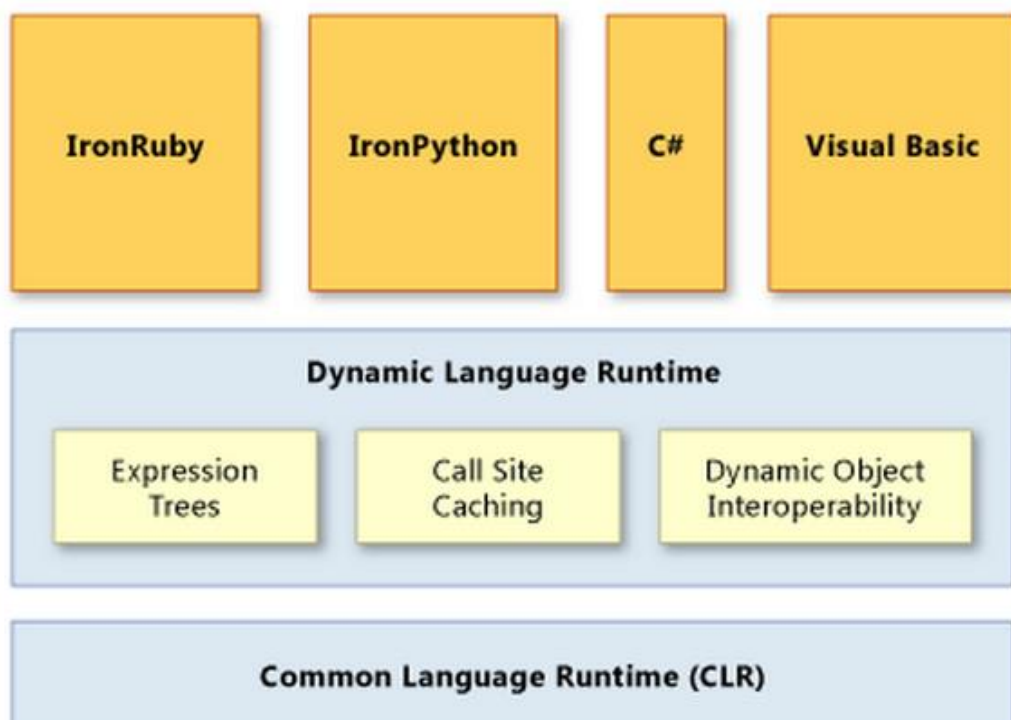 IronRuby
IronPython
C#
Visual Basic
Dynamic Language Runtime
Expression
Trees
Call Site
Caching
Dynamic Object
Interoperability
Common Language Runtime (CLR)